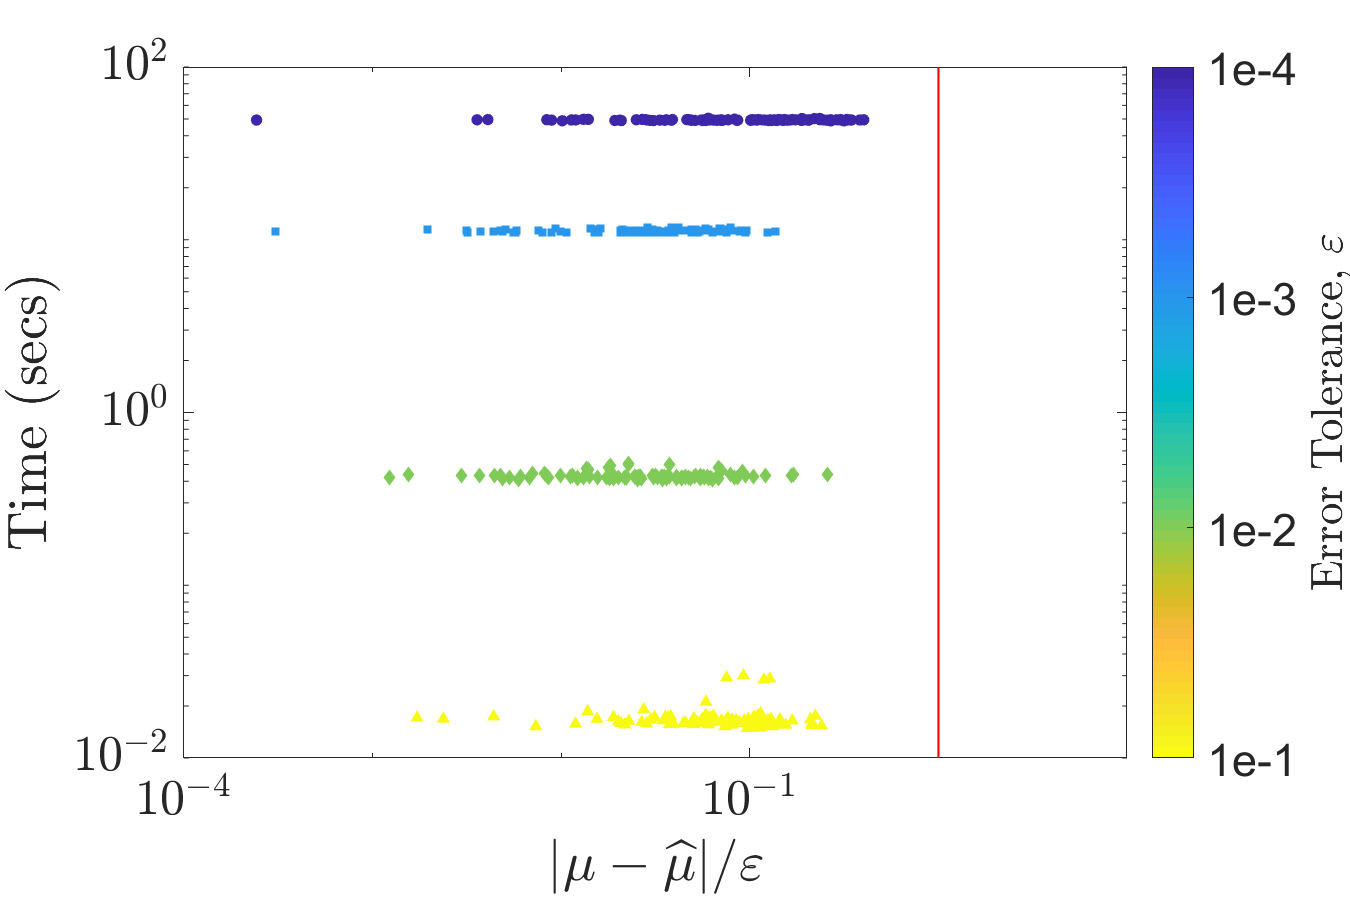 10^2
10^0
10^{-2}
Time (secs)
10^{-4}
10^{-1}
|μ − μ̂|/ε
1e-4
1e-3
1e-2
1e-1
Error Tolerance, ε